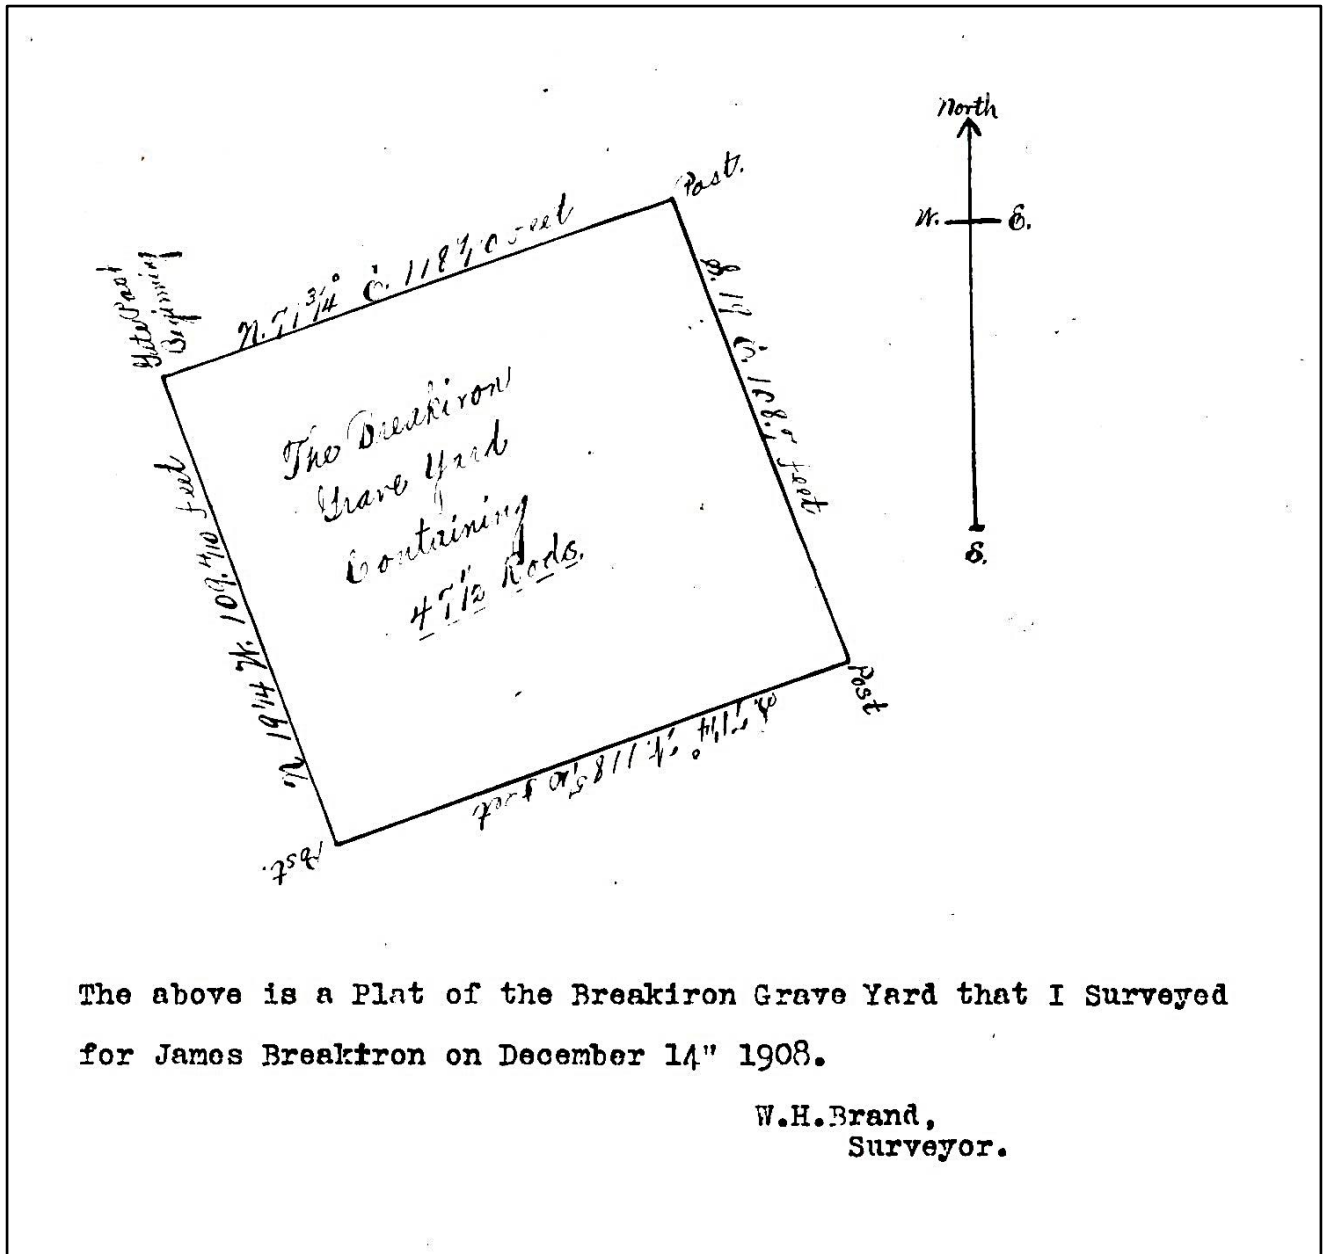 North
W. E.
S.
Post.
Gate Post
Beginning
N. 71 3/4° E. 118 7/10 feet
S. 19 E. 108.7 feet
Post
S. 71 1/4° W. 118 5/10 feet
Post.
N 19 1/4 W. 109. 4/10 feet
The Breakiron
Grave Yard
Containing
47 1/2 Rods.
The above is a Plat of the Breakiron Grave Yard that I Surveyed
for James Breakiron on December 14" 1908.
W.H.Brand,
Surveyor.